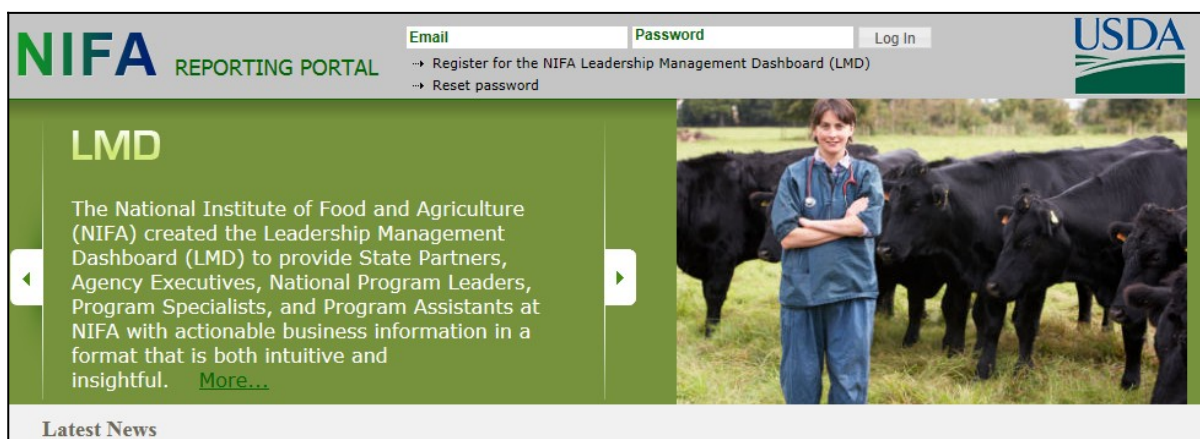 NIFA REPORTING PORTAL
Email
Password
Log In
Register for the NIFA Leadership Management Dashboard (LMD)
Reset password
USDA
LMD
The National Institute of Food and Agriculture
(NIFA) created the Leadership Management
Dashboard (LMD) to provide State Partners,
Agency Executives, National Program Leaders,
Program Specialists, and Program Assistants at
NIFA with actionable business information in a
format that is both intuitive and
insightful. More...
Latest News